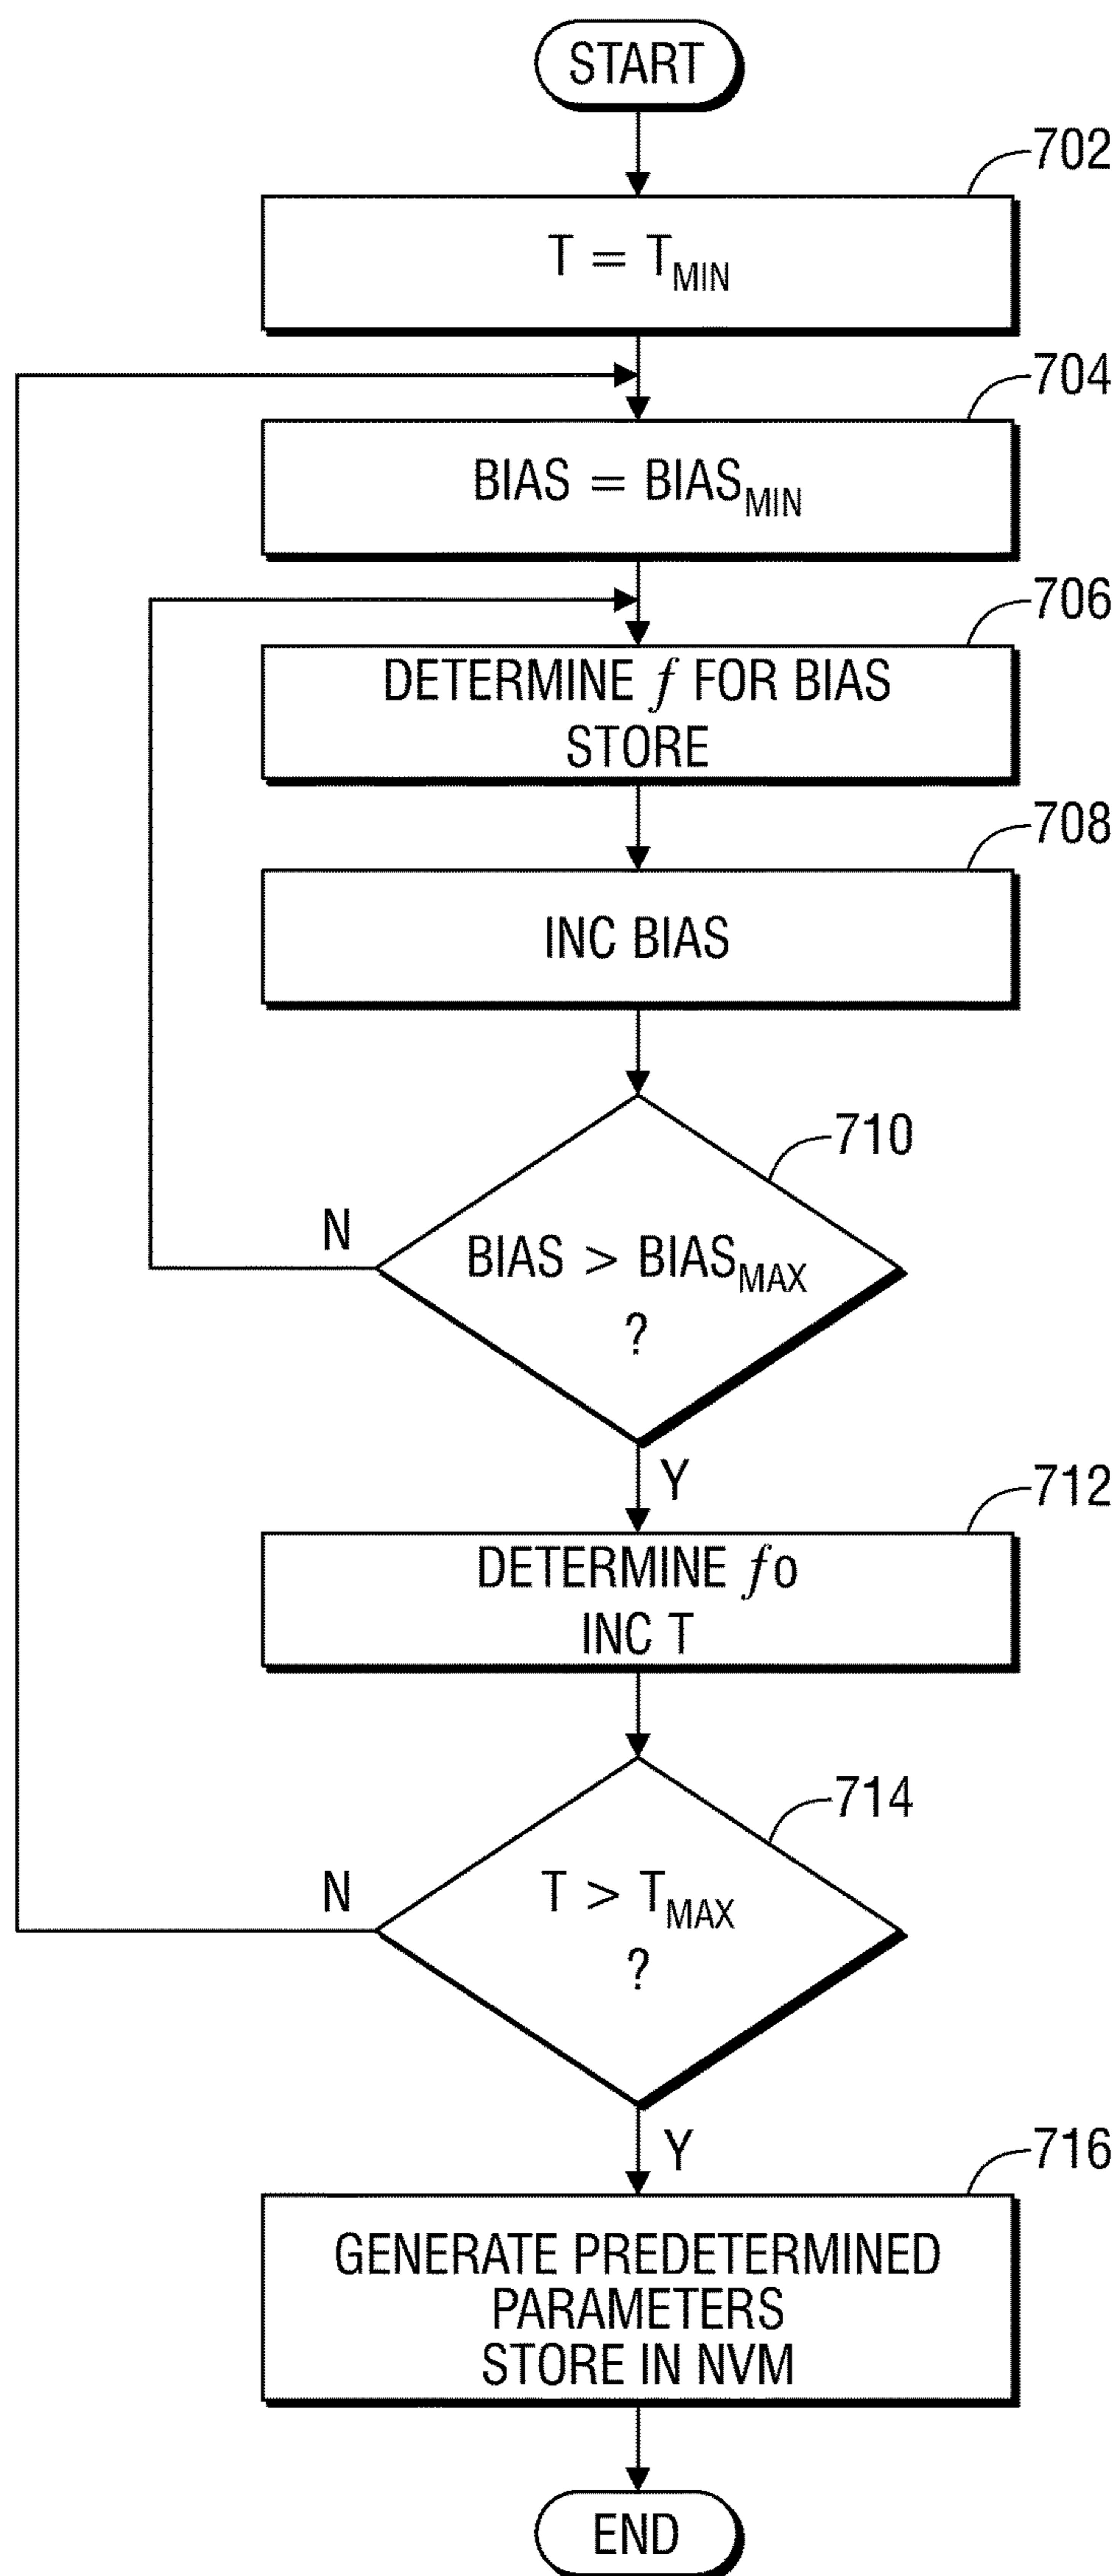 START
702
T = TMIN
704
BIAS = BIASMIN
706
DETERMINE f FOR BIAS
STORE
708
INC BIAS
710
N
BIAS > BIASMAX
?
Y
712
DETERMINE fo
INC T
714
N
T > TMAX
?
Y
716
GENERATE PREDETERMINED
PARAMETERS
STORE IN NVM
END